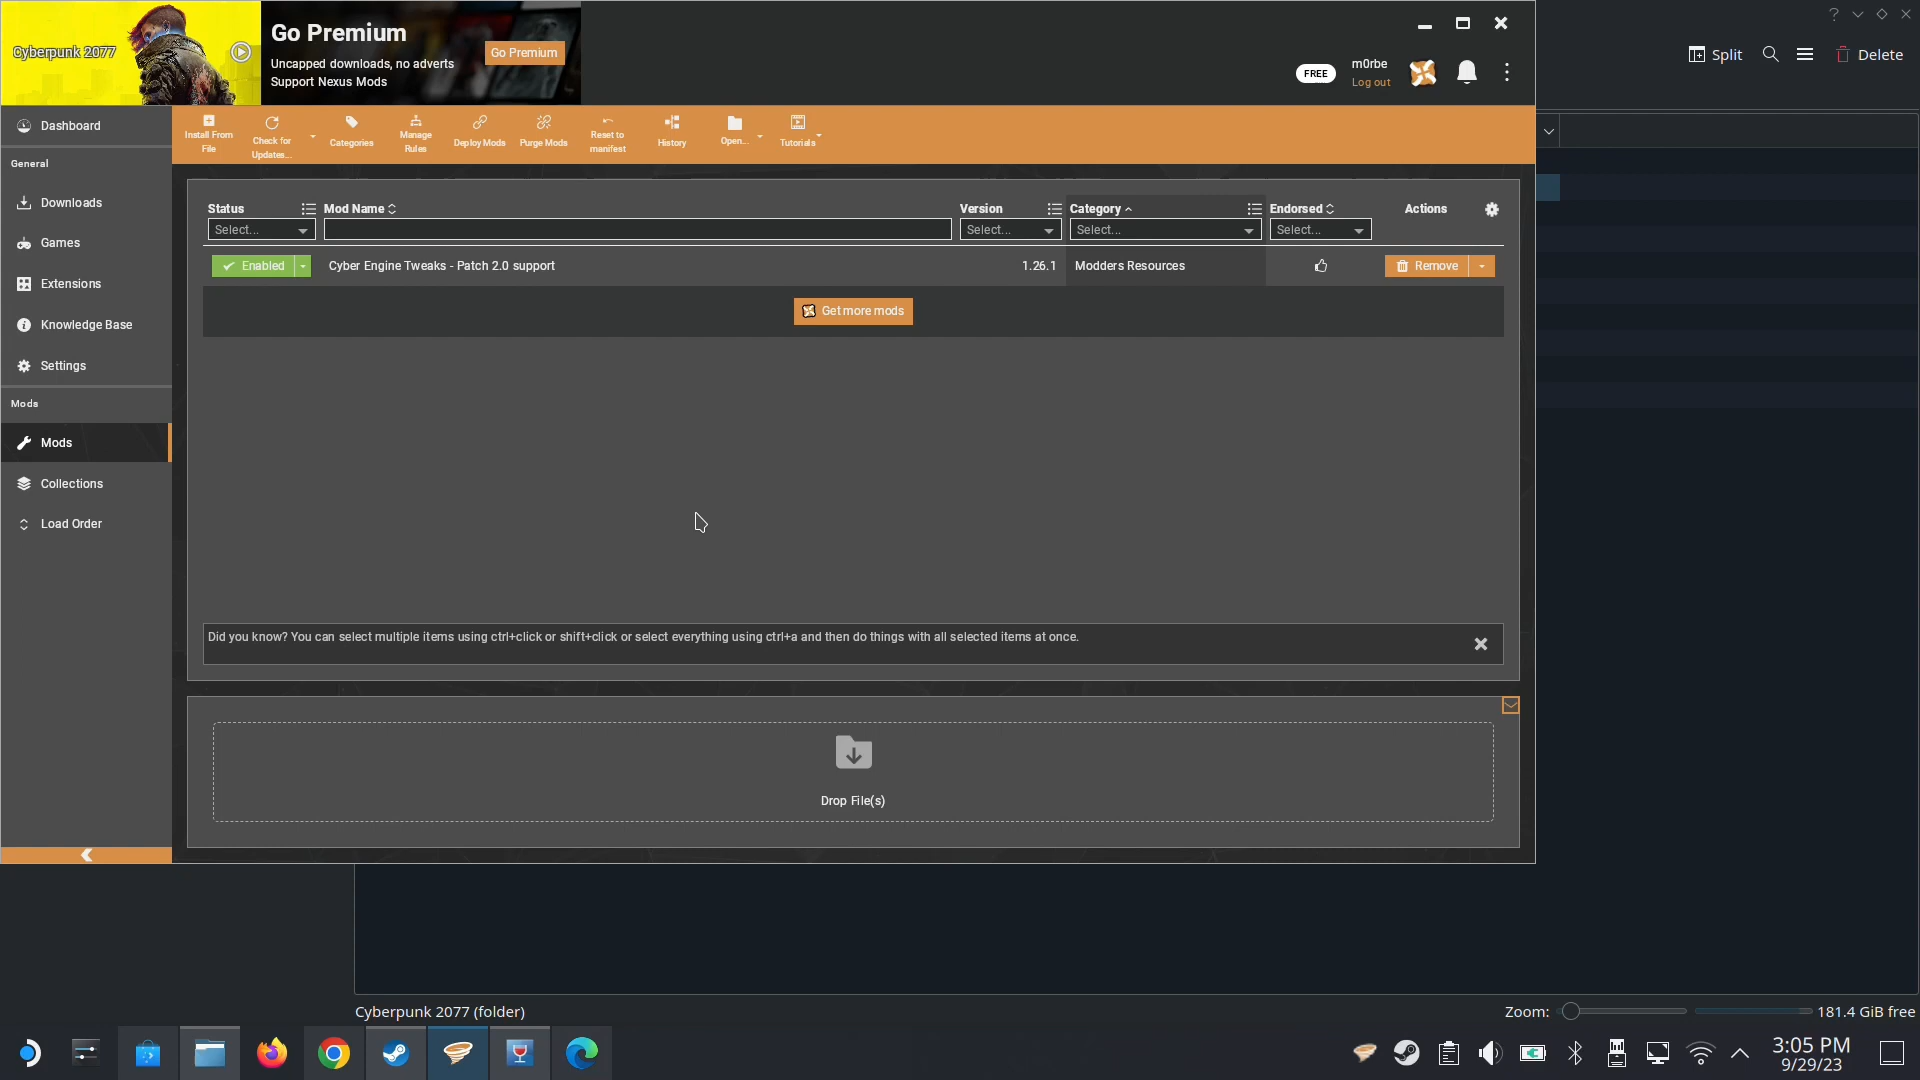 Cyberpunk 2077
Go Premium
Uncapped downloads, no adverts
Support Nexus Mods
Go Premium
FREE
m0rbe
Log out
Split
Delete
Dashboard
General
Downloads
Games
Extensions
Knowledge Base
Settings
Mods
Mods
Collections
Load Order
Install From
File
Check for
Updates...
Categories
Manage
Rules
Deploy Mods
Purge Mods
Reset to
manifest
History
Open...
Tutorials
Status
Mod Name
Version
Category
Endorsed
Actions
Select...
Select...
Select...
Select...
Enabled
Cyber Engine Tweaks - Patch 2.0 support
1.26.1
Modders Resources
Remove
Get more mods
Did you know? You can select multiple items using ctrl+click or shift+click or select everything using ctrl+a and then do things with all selected items at once.
Drop File(s)
Cyberpunk 2077 (folder)
Zoom:
181.4 GiB free
3:05 PM
9/29/23